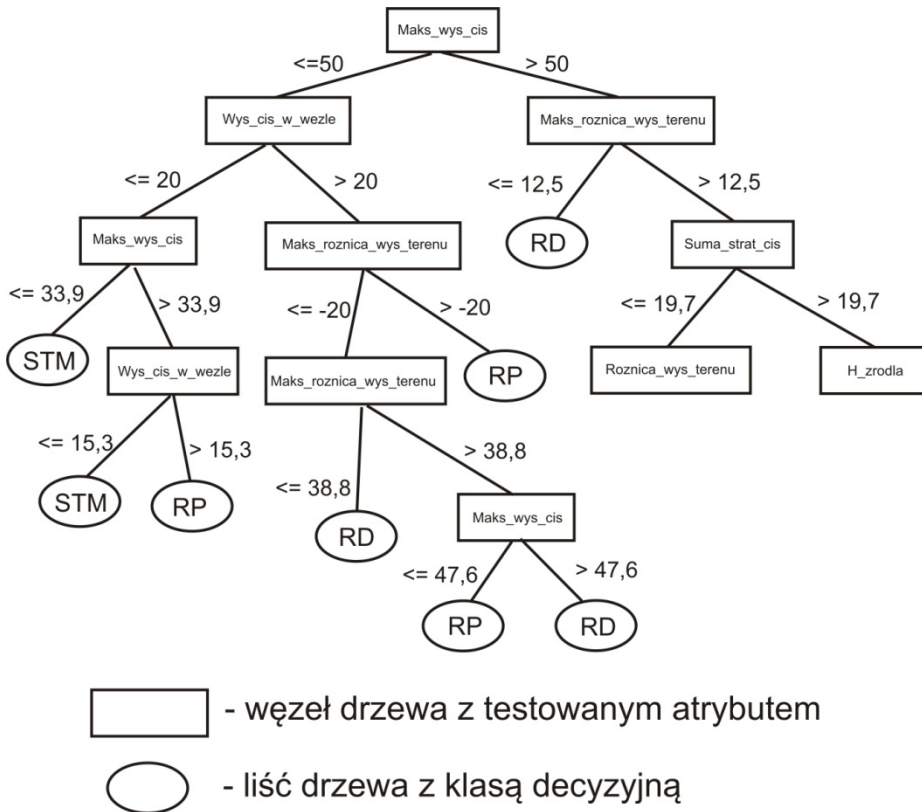 Maks_wys_cis
<=50
> 50
Wys_cis_w_wezle
Maks_roznica_wys_terenu
<= 20
> 20
<= 12,5
> 12,5
Maks_wys_cis
Maks_roznica_wys_terenu
RD
Suma_strat_cis
<= 33,9
> 33,9
<= -20
> -20
<= 19,7
> 19,7
STM
Wys_cis_w_wezle
Maks_roznica_wys_terenu
RP
Roznica_wys_terenu
H_zrodla
<= 15,3
> 15,3
<= 38,8
> 38,8
STM
RP
RD
Maks_wys_cis
<= 47,6
> 47,6
RP
RD
- węzeł drzewa z testowanym atrybutem
- liść drzewa z klasą decyzyjną